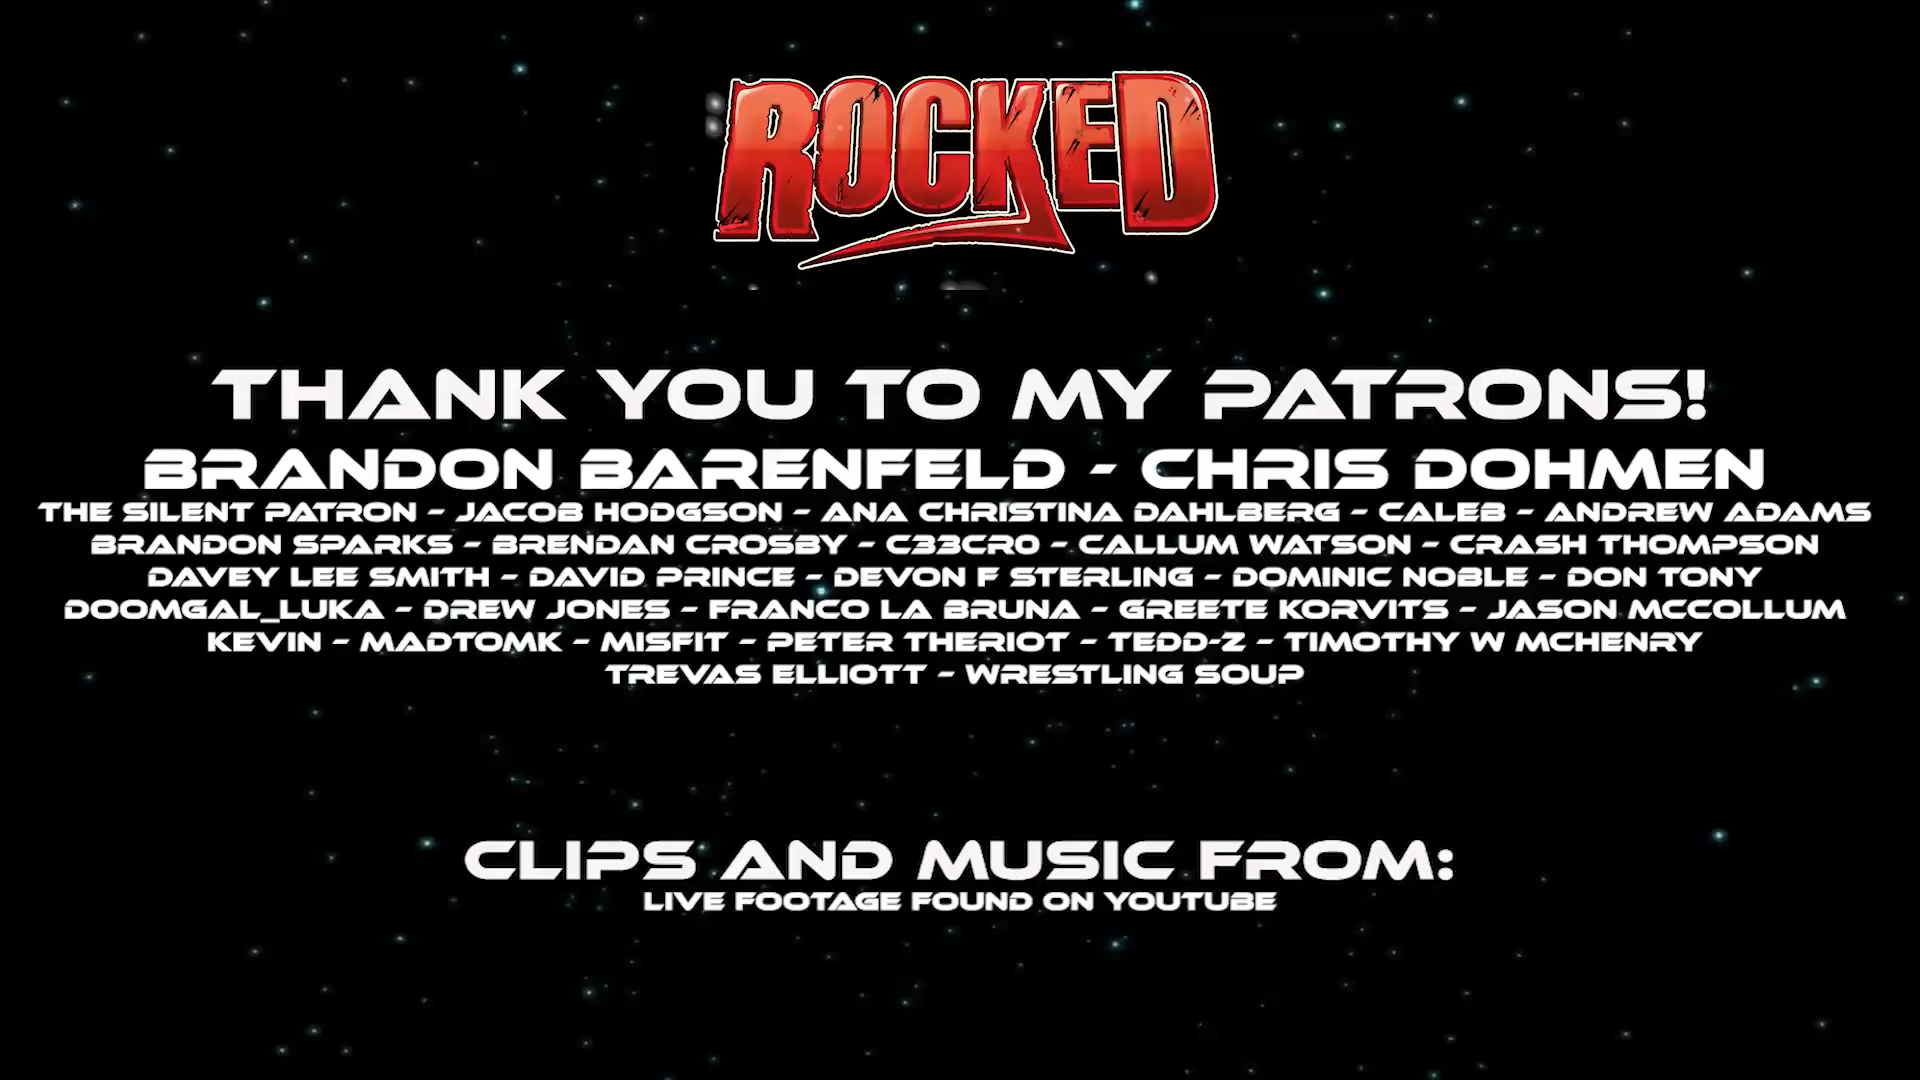 ROCKED
THANK YOU TO MY PATRONS!
BRANDON BARENFELD - CHRIS DOHMEN
THE SILENT PATRON - JACOB HODGSON - ANA CHRISTINA DAHLBERG - CALEB - ANDREW ADAMS
BRANDON SPARKS - BRENDAN CROSBY - C33CR0 - CALLUM WATSON - CRASH THOMPSON
DAVEY LEE SMITH - DAVID PRINCE - DEVON F STERLING - DOMINIC NOBLE - DON TONY
DOOMGAL_LUKA - DREW JONES - FRANCO LA BRUNA - GREETE KORVITS - JASON MCCOLLUM
KEVIN - MADTOMK - MISFIT - PETER THERIOT - TEDD-Z - TIMOTHY W MCHENRY
TREVAS ELLIOTT - WRESTLING SOUP
CLIPS AND MUSIC FROM:
LIVE FOOTAGE FOUND ON YOUTUBE